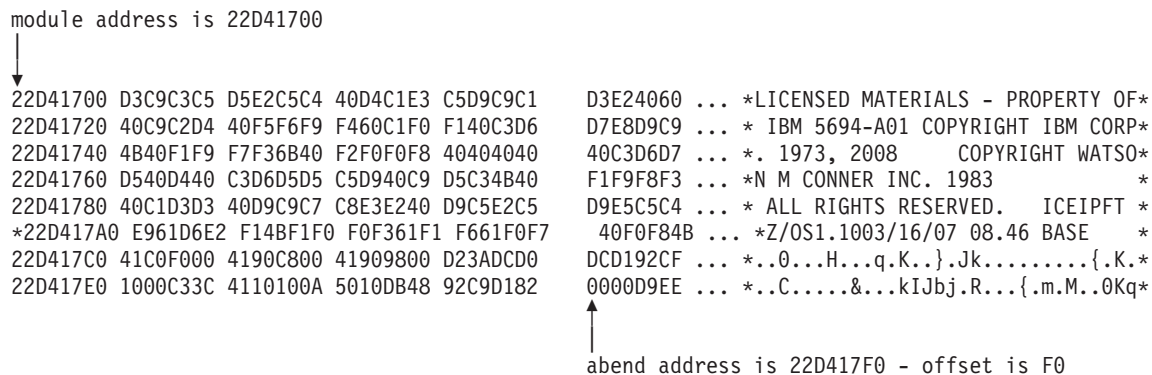 module address is 22D41700
22D41700 D3C9C3C5 D5E2C5C4 40D4C1E3 C5D9C9C1 D3E24060 ... *LICENSED MATERIALS - PROPERTY OF*
22D41720 40C9C2D4 40F5F6F9 F460C1F0 F140C3D6 D7E8D9C9 ... * IBM 5694-A01 COPYRIGHT IBM CORP*
22D41740 4B40F1F9 F7F36B40 F2F0F0F8 40404040 40C3D6D7 ... *. 1973, 2008 COPYRIGHT WATSO*
22D41760 D540D440 C3D6D5D5 C5D940C9 D5C34B40 F1F9F8F3 ... *N M CONNER INC. 1983 *
22D41780 40C1D3D3 40D9C9C7 C8E3E240 D9C5E2C5 D9E5C5C4 ... * ALL RIGHTS RESERVED. ICEIPFT *
*22D417A0 E961D6E2 F14BF1F0 F0F361F1 F661F0F7 40F0F84B ... *Z/OS1.1003/16/07 08.46 BASE *
22D417C0 41C0F000 4190C800 41909800 D23ADCD0 DCD192CF ... *..0...H...q.K..}.Jk.........{.K.*
22D417E0 1000C33C 4110100A 5010DB48 92C9D182 0000D9EE ... *..C.....&...kIJbj.R...{.m.M..0Kq*
abend address is 22D417F0 - offset is F0